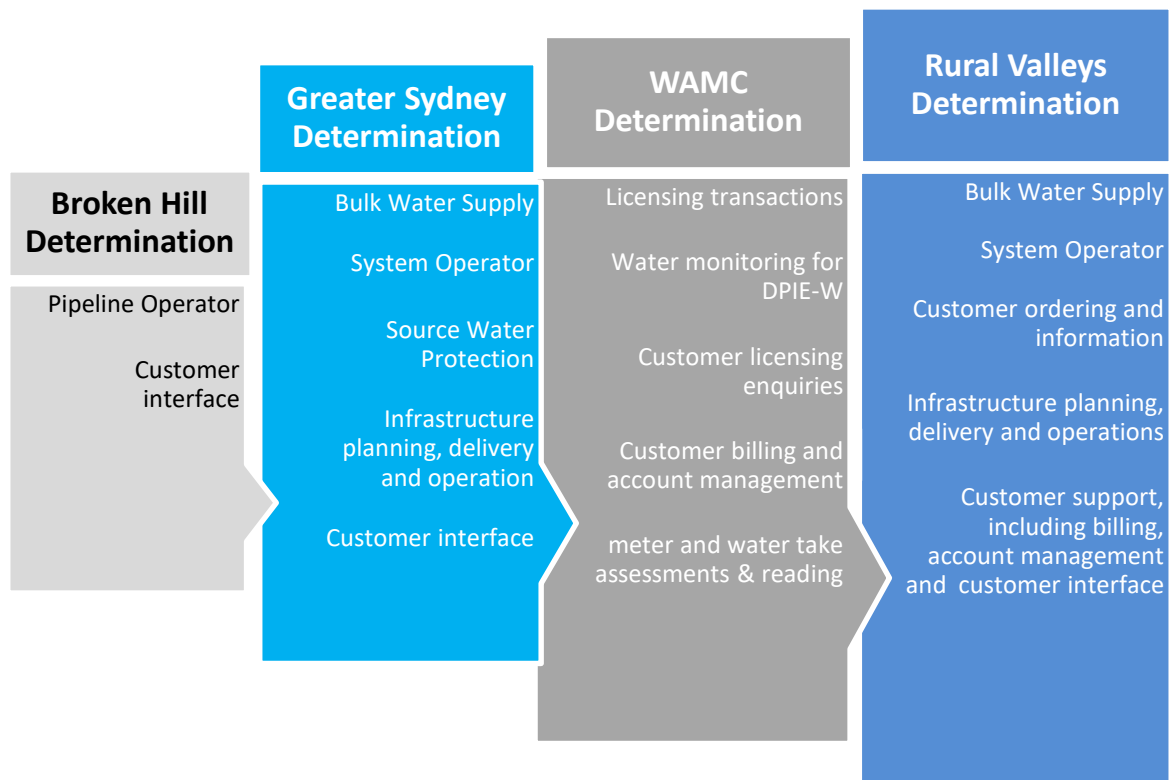 Broken Hill
Determination
Pipeline Operator
Customer
interface
Greater Sydney
Determination
Bulk Water Supply
System Operator
Source Water
Protection
Infrastructure
planning, delivery
and operation
Customer interface
WAMC
Determination
Licensing transactions
Water monitoring for
DPIE-W
Customer licensing
enquiries
Customer billing and
account management
meter and water take
assessments & reading
Rural Valleys
Determination
Bulk Water Supply
System Operator
Customer ordering and
information
Infrastructure planning,
delivery and operations
Customer support,
including billing,
account management
and  customer interface